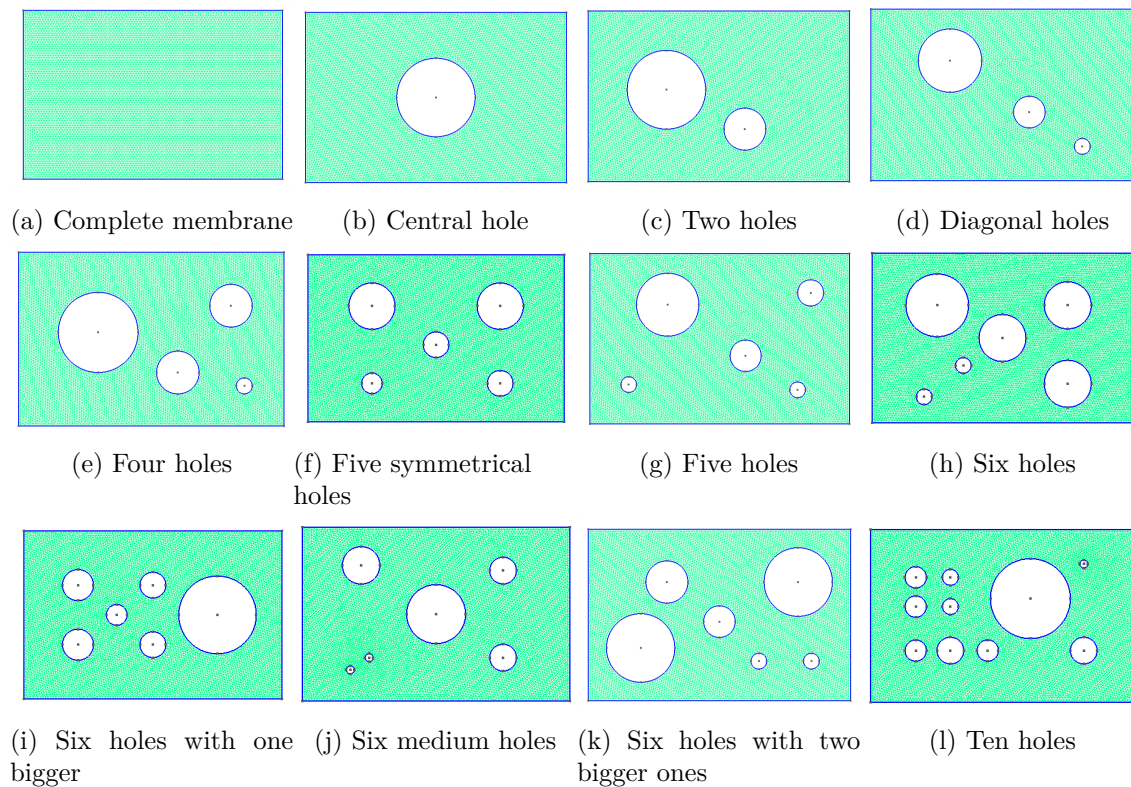 (a) Complete membrane
(b) Central hole
(c) Two holes
(d) Diagonal holes
(e) Four holes
(f) Five symmetrical
holes
(g) Five holes
(h) Six holes
(i) Six holes with one
bigger
(j) Six medium holes
(k) Six holes with two
bigger ones
(l) Ten holes